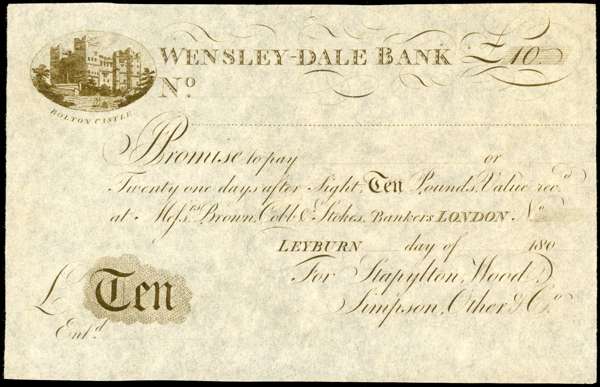 WENSLEY-DALE BANK £10
No.
BOLTON CASTLE
I Promise to pay or
Twenty one days after Sight, Ten Pounds, Value recd.
at Messrs. Brown, Cobb & Stokes, Bankers LONDON No.
LEYBURN day of 180
For Stapylton, Wood,
Simpson, Other & Co.
£ Ten
Entd.